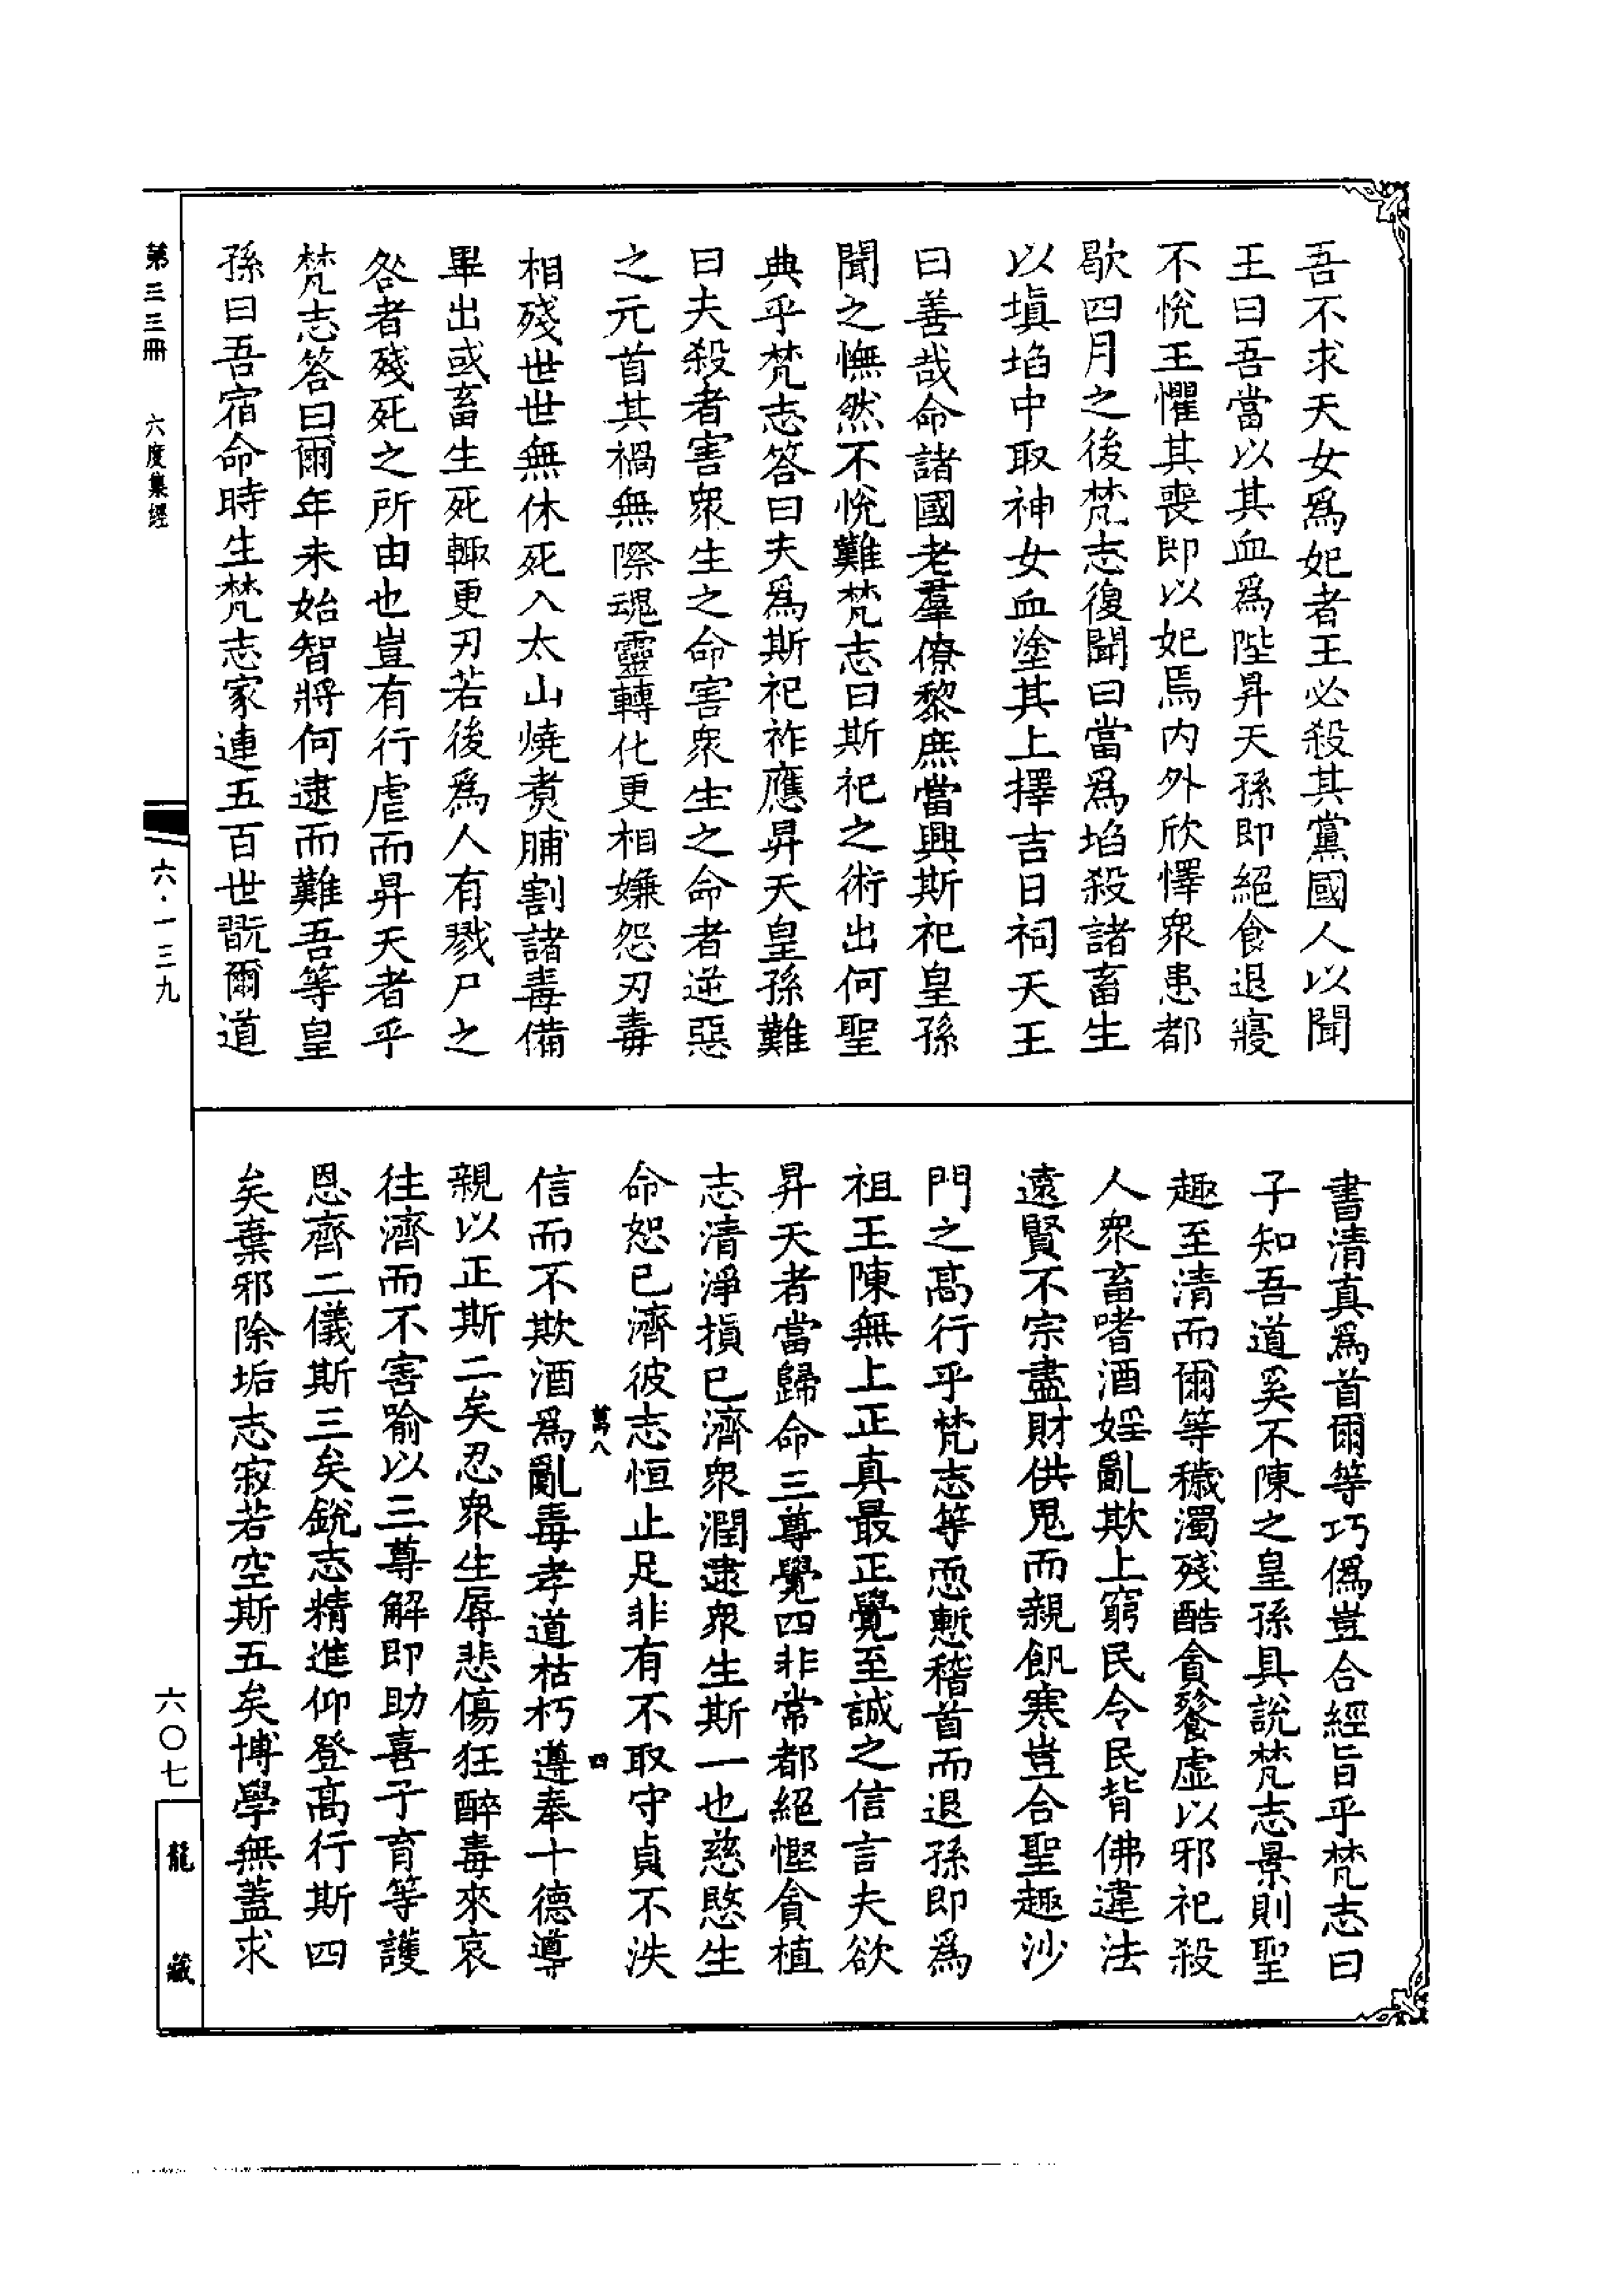 吾不求天女爲妃者王必殺其黨國人以聞
王曰吾當以其血爲陛昇天孫即絕食退寢
不悅王懼其喪即以妃焉内外欣懌衆患都
歇四月之後梵志復聞曰當爲埳殺諸畜生
以塡埳中取神女血塗其上擇吉日祠天王
曰善哉命諸國老羣僚黎庶當興斯祀皇孫
聞之憮然不悅難梵志曰斯祀之術出何聖
典乎梵志答曰夫爲斯祀祚應昇天皇孫難
曰夫殺者害衆生之命害衆生之命者逆惡
之元首其禍無際魂靈轉化更相嫌怨刃毒
相殘世世無休死入太山燒煑脯割諸毒備
畢出或畜生死輙更刃若後爲人有戮尸之
咎者殘死之所由也豈有行虐而昇天者乎
梵志答曰爾年未始智將何逮而難吾等皇
孫曰吾宿命時生梵志家連五百世翫爾道
書清真爲首爾等巧僞豈合經旨乎梵志曰
子知吾道奚不陳之皇孫具說梵志景則聖
趣至清而爾等穢濁殘酷貪餮虛以邪祀殺
人衆畜嗜酒婬亂欺上窮民令民背佛違法
遠賢不宗盡財供鬼而親飢寒豈合聖趣沙
門之高行乎梵志等恧慙稽首而退孫即爲
祖王陳無上正真最正覺至誠之信言夫欲
昇天者當歸命三尊覺四非常都絕慳貪植
志清淨損已濟衆潤逮衆生斯一也慈愍生
命恕已濟彼志恒止足非有不取守貞不泆
萬八 四
信而不欺酒爲亂毒孝道枯朽遵奉十德導
親以正斯二矣忍衆生辱悲傷狂醉毒來哀
往濟而不害喻以三尊解即助喜予育等護
恩齊二儀斯三矣銳志精進仰登高行斯四
矣棄邪除垢志寂若空斯五矣博學無蓋求
第三三冊 六度集經
六·一三九
六〇七
龍藏